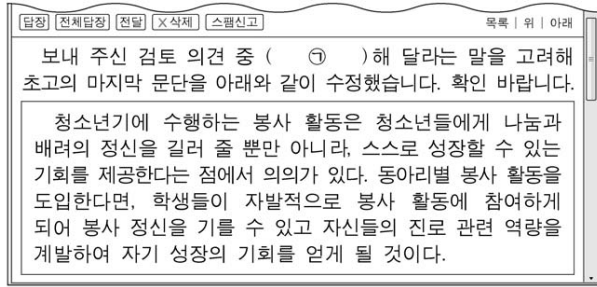 답장 전체답장 전달 X삭제 스팸신고 목록 | 위 | 아래
보내 주신 검토 의견 중 ( ㉠ )해 달라는 말을 고려해
초고의 마지막 문단을 아래와 같이 수정했습니다. 확인 바랍니다.
청소년기에 수행하는 봉사 활동은 청소년들에게 나눔과
배려의 정신을 길러 줄 뿐만 아니라, 스스로 성장할 수 있는
기회를 제공한다는 점에서 의의가 있다. 동아리별 봉사 활동을
도입한다면, 학생들이 자발적으로 봉사 활동에 참여하게
되어 봉사 정신을 기를 수 있고 자신들의 진로 관련 역량을
계발하여 자기 성장의 기회를 얻게 될 것이다.